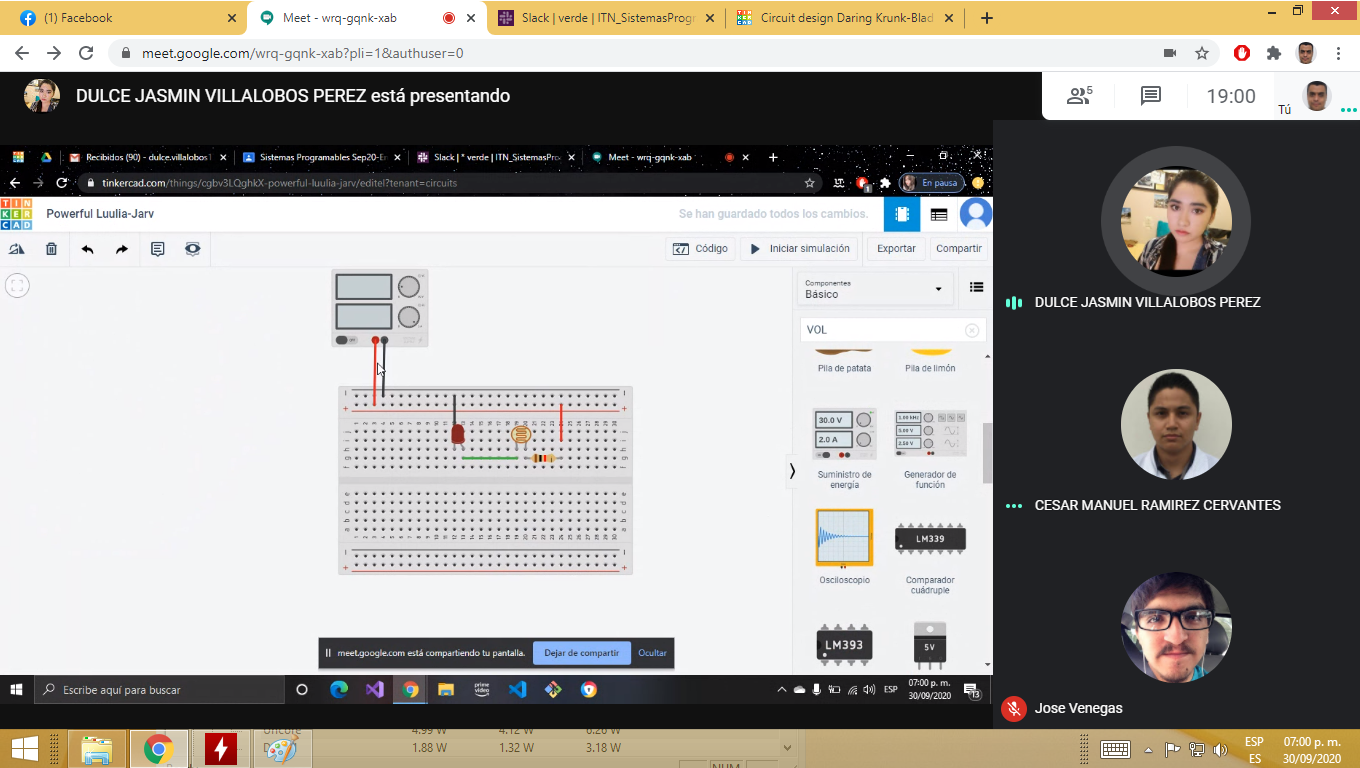 (1) Facebook
Meet - wrq-gqnk-xab
Slack | verde | ITN_SistemasProgr
Circuit design Daring Krunk-Blad
meet.google.com/wrq-gqnk-xab?pli=1&authuser=0
DULCE JASMIN VILLALOBOS PEREZ está presentando
5
19:00
Tú
Recibidos (90) - dulce.villalobos1
Sistemas Programables Sep20-En
Slack | * verde | ITN_SistemasPro
Meet - wrq-gqnk-xab
tinkercad.com/things/cgbv3LQghkX-powerful-luulia-jarv/editel?tenant=circuits
En pausa
TIN
KER
CAD
Powerful Luulia-Jarv
Se han guardado todos los cambios.
Código
Iniciar simulación
Exportar
Compartir
Componentes
Básico
VOL
Pila de patata
Pila de limón
30.0 V
2.0 A
Suministro de
energía
Generador de
función
Osciloscopio
LM339
Comparador
cuádruple
LM393
5V
meet.google.com está compartiendo tu pantalla.
Dejar de compartir
Ocultar
Escribe aquí para buscar
prime
video
ESP
07:00 p. m.
30/09/2020
13
DULCE JASMIN VILLALOBOS PEREZ
CESAR MANUEL RAMIREZ CERVANTES
Jose Venegas
Uncore
4.99 W
4.12 W
6.26 W
1.88 W
1.32 W
3.18 W
NUM
ESP
ES
07:00 p. m.
30/09/2020